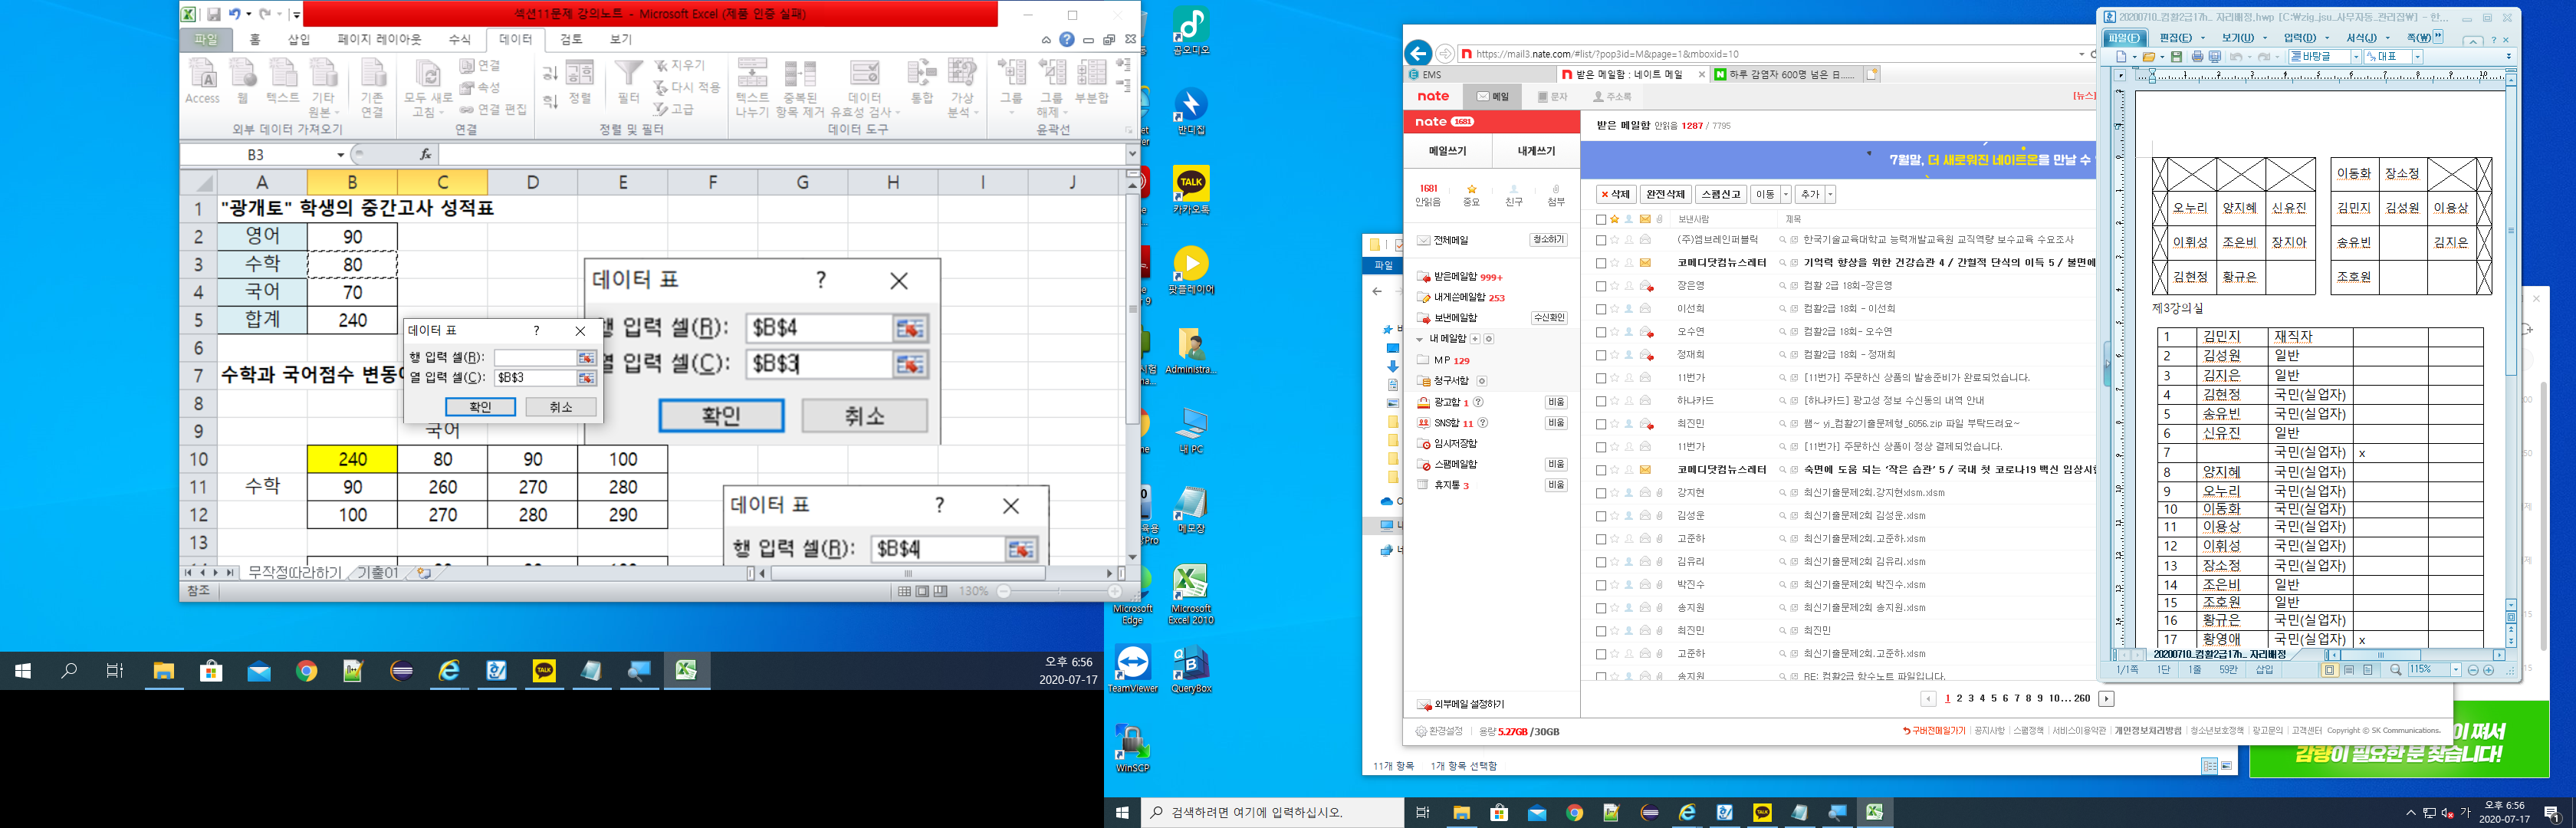 섹션11문제 강의노트 - Microsoft Excel (제품 인증 실패)
파일 홈 삽입 페이지 레이아웃 수식 데이터 검토 보기
Access 웹 텍스트 기타 원본 기존 연결
모두 새로 고침 연결 속성 연결 편집
정렬 필터 지우기 다시 적용 고급
텍스트 나누기 중복된 항목 제거 데이터 유효성 검사 통합 가상 분석 그룹 그룹 해제 부분합
외부 데이터 가져오기 연결 정렬 및 필터 데이터 도구 윤곽선
B3 fx
A B C D E F G H I J
1 "광개토" 학생의 중간고사 성적표
2 영어 90
3 수학 80
4 국어 70
5 합계 240
6
7 수학과 국어점수 변동
8
9 국어
10 240 80 90 100
11 수학 90 260 270 280
12 100 270 280 290
13
데이터 표 ?
행 입력 셀(R):
열 입력 셀(C): $B$3
확인 취소
데이터 표 ?
행 입력 셀(R): $B$4
열 입력 셀(C): $B$3
확인 취소
데이터 표 ?
행 입력 셀(R): $B$4
무작정따라하기 기출01
참조 130%
오후 6:56
2020-07-17
곰오디오
반디집
TALK
카카오톡
팟플레이어
Administra...
내 PC
메모장
Microsoft Edge
Microsoft Excel 2010
TeamViewer
QueryBox
WinSCP
파일
11개 항목 1개 항목 선택함
https://mail3.nate.com/#list/?pop3id=M&page=1&mboxid=10
EMS 받은 메일함 : 네이트 메일 하루 감염자 600명 넘은 日......
nate 메일 문자 주소록 [뉴스]
nate 1681
메일쓰기 내게쓰기
1681
안읽음 중요 친구 첨부
전체메일 청소하기
받은메일함 999+
내게쓴메일함 253
보낸메일함 수신확인
내 메일함
M P 129
청구서함
광고함 1 비움
SNS함 11 비움
임시저장함
스팸메일함 비움
휴지통 3 비움
외부메일 설정하기
받은 메일함 안읽음 1287 / 7795
7월말, 더 새로워진 네이트온을 만날 수
삭제 완전삭제 스팸신고 이동 추가
보낸사람 제목
(주)엠브레인퍼블릭 한국기술교육대학교 능력개발교육원 교직역량 보수교육 수요조사
코메디닷컴뉴스레터 기억력 향상을 위한 건강습관 4 / 간헐적 단식의 이득 5 / 불면에
장은영 컴활 2급 18회-장은영
이선희 컴활2급 18회 - 이선희
오수연 컴활2급 18회- 오수연
정재희 컴활2급 18회 - 정재희
11번가 [11번가] 주문하신 상품의 발송준비가 완료되었습니다.
하나카드 [하나카드] 광고성 정보 수신동의 내역 안내
최진민 쌤~ yi_컴활2기출문제형_6056.zip 파일 부탁드려요~
11번가 [11번가] 주문하신 상품이 정상 결제되었습니다.
코메디닷컴뉴스레터 숙면에 도움 되는 '작은 습관' 5 / 국내 첫 코로나19 백신 임상시험
강지현 최신기출문제2회.강지현xlsm.xlsm
김성운 최신기출문제2회 김성운.xlsm
고준하 최신기출문제2회.고준하.xlsm
김유리 최신기출문제2회 김유리.xlsm
박진수 최신기출문제2회 박진수.xlsm
송지원 최신기출문제2회 송지원.xlsm
최진민 최진민
고준하 최신기출문제2회.고준하.xlsm
송지원 RE: 컴활2급 함수노트 파일입니다.
1 2 3 4 5 6 7 8 9 10...260
환경설정 용량 5.27GB / 30GB
구버전메일가기 공지사항 스팸정책 서비스이용약관 개인정보처리방침 청소년보호정책 광고문의 고객센터 Copyright © SK Communications.
20200710_컴활2급17h_ 자리배정.hwp [C:\zig_jsu_사무자동_관리집\] - 한...
파일(E) 편집(E) 보기(U) 입력(D) 서식(J) 쪽(W)
바탕글 대표
이동화 장소정
오누리 양지혜 신유진 김민지 김성원 이용상
이휘성 조은비 장지아 송유빈 김지은
김현정 황규은 조호원
제3강의실
1 김민지 재직자
2 김성원 일반
3 김지은 일반
4 김현정 국민(실업자)
5 송유빈 국민(실업자)
6 신유진 일반
7 국민(실업자) x
8 양지혜 국민(실업자)
9 오누리 국민(실업자)
10 이동화 국민(실업자)
11 이용상 국민(실업자)
12 이휘성 국민(실업자)
13 장소정 국민(실업자)
14 조은비 일반
15 조호원 일반
16 황규은 국민(실업자)
17 황영애 국민(실업자) x
20200710_컴활2급17h_ 자리배정
1/1쪽 1단 1줄 59칸 삽입 115%
이 쪄서
감량이 필요한 분 찾습니다!
검색하려면 여기에 입력하십시오.
가 오후 6:56
2020-07-17